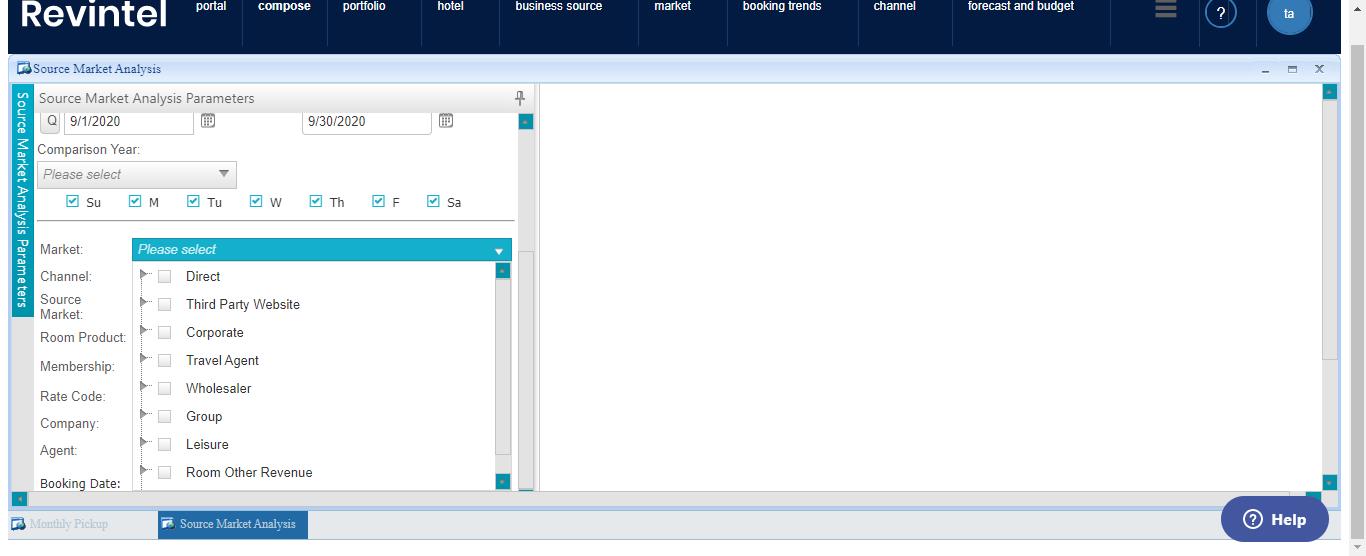 Revintel
portal compose portfolio hotel business source market booking trends channel forecast and budget ? ta
Source Market Analysis
Source Market Analysis Parameters
Source Market Analysis Parameters
Q 9/1/2020 9/30/2020
Comparison Year:
Please select
Su M Tu W Th F Sa
Market: Please select
Channel: Direct
Source Market: Third Party Website
Room Product: Corporate
Membership: Travel Agent
Rate Code: Wholesaler
Company: Group
Agent: Leisure
Booking Date: Room Other Revenue
Monthly Pickup Source Market Analysis
? Help